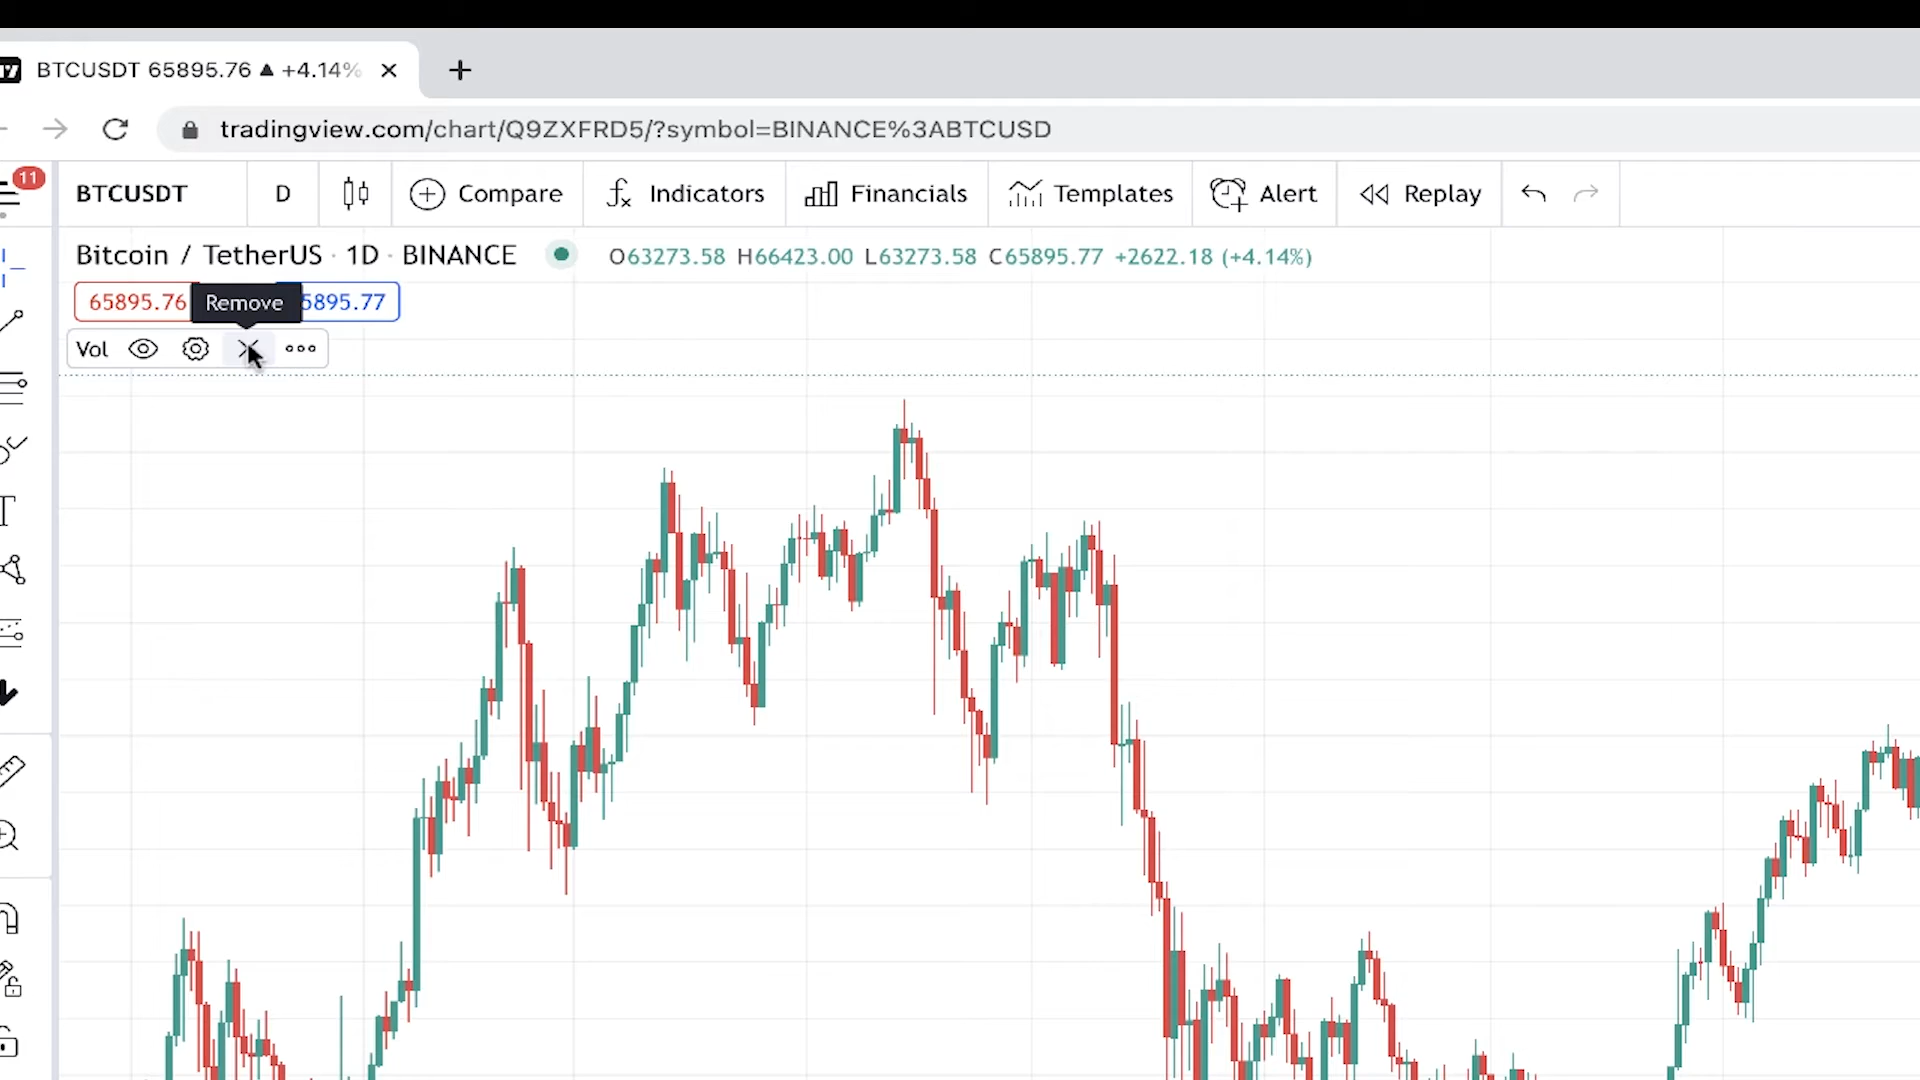 BTCUSDT 65895.76 ▲ +4.14%
tradingview.com/chart/Q9ZXFRD5/?symbol=BINANCE%3ABTCUSD
11
BTCUSDT D Compare Indicators Financials Templates Alert Replay
Bitcoin / TetherUS · 1D · BINANCE O63273.58 H66423.00 L63273.58 C65895.77 +2622.18 (+4.14%)
65895.76 Remove 5895.77
Vol